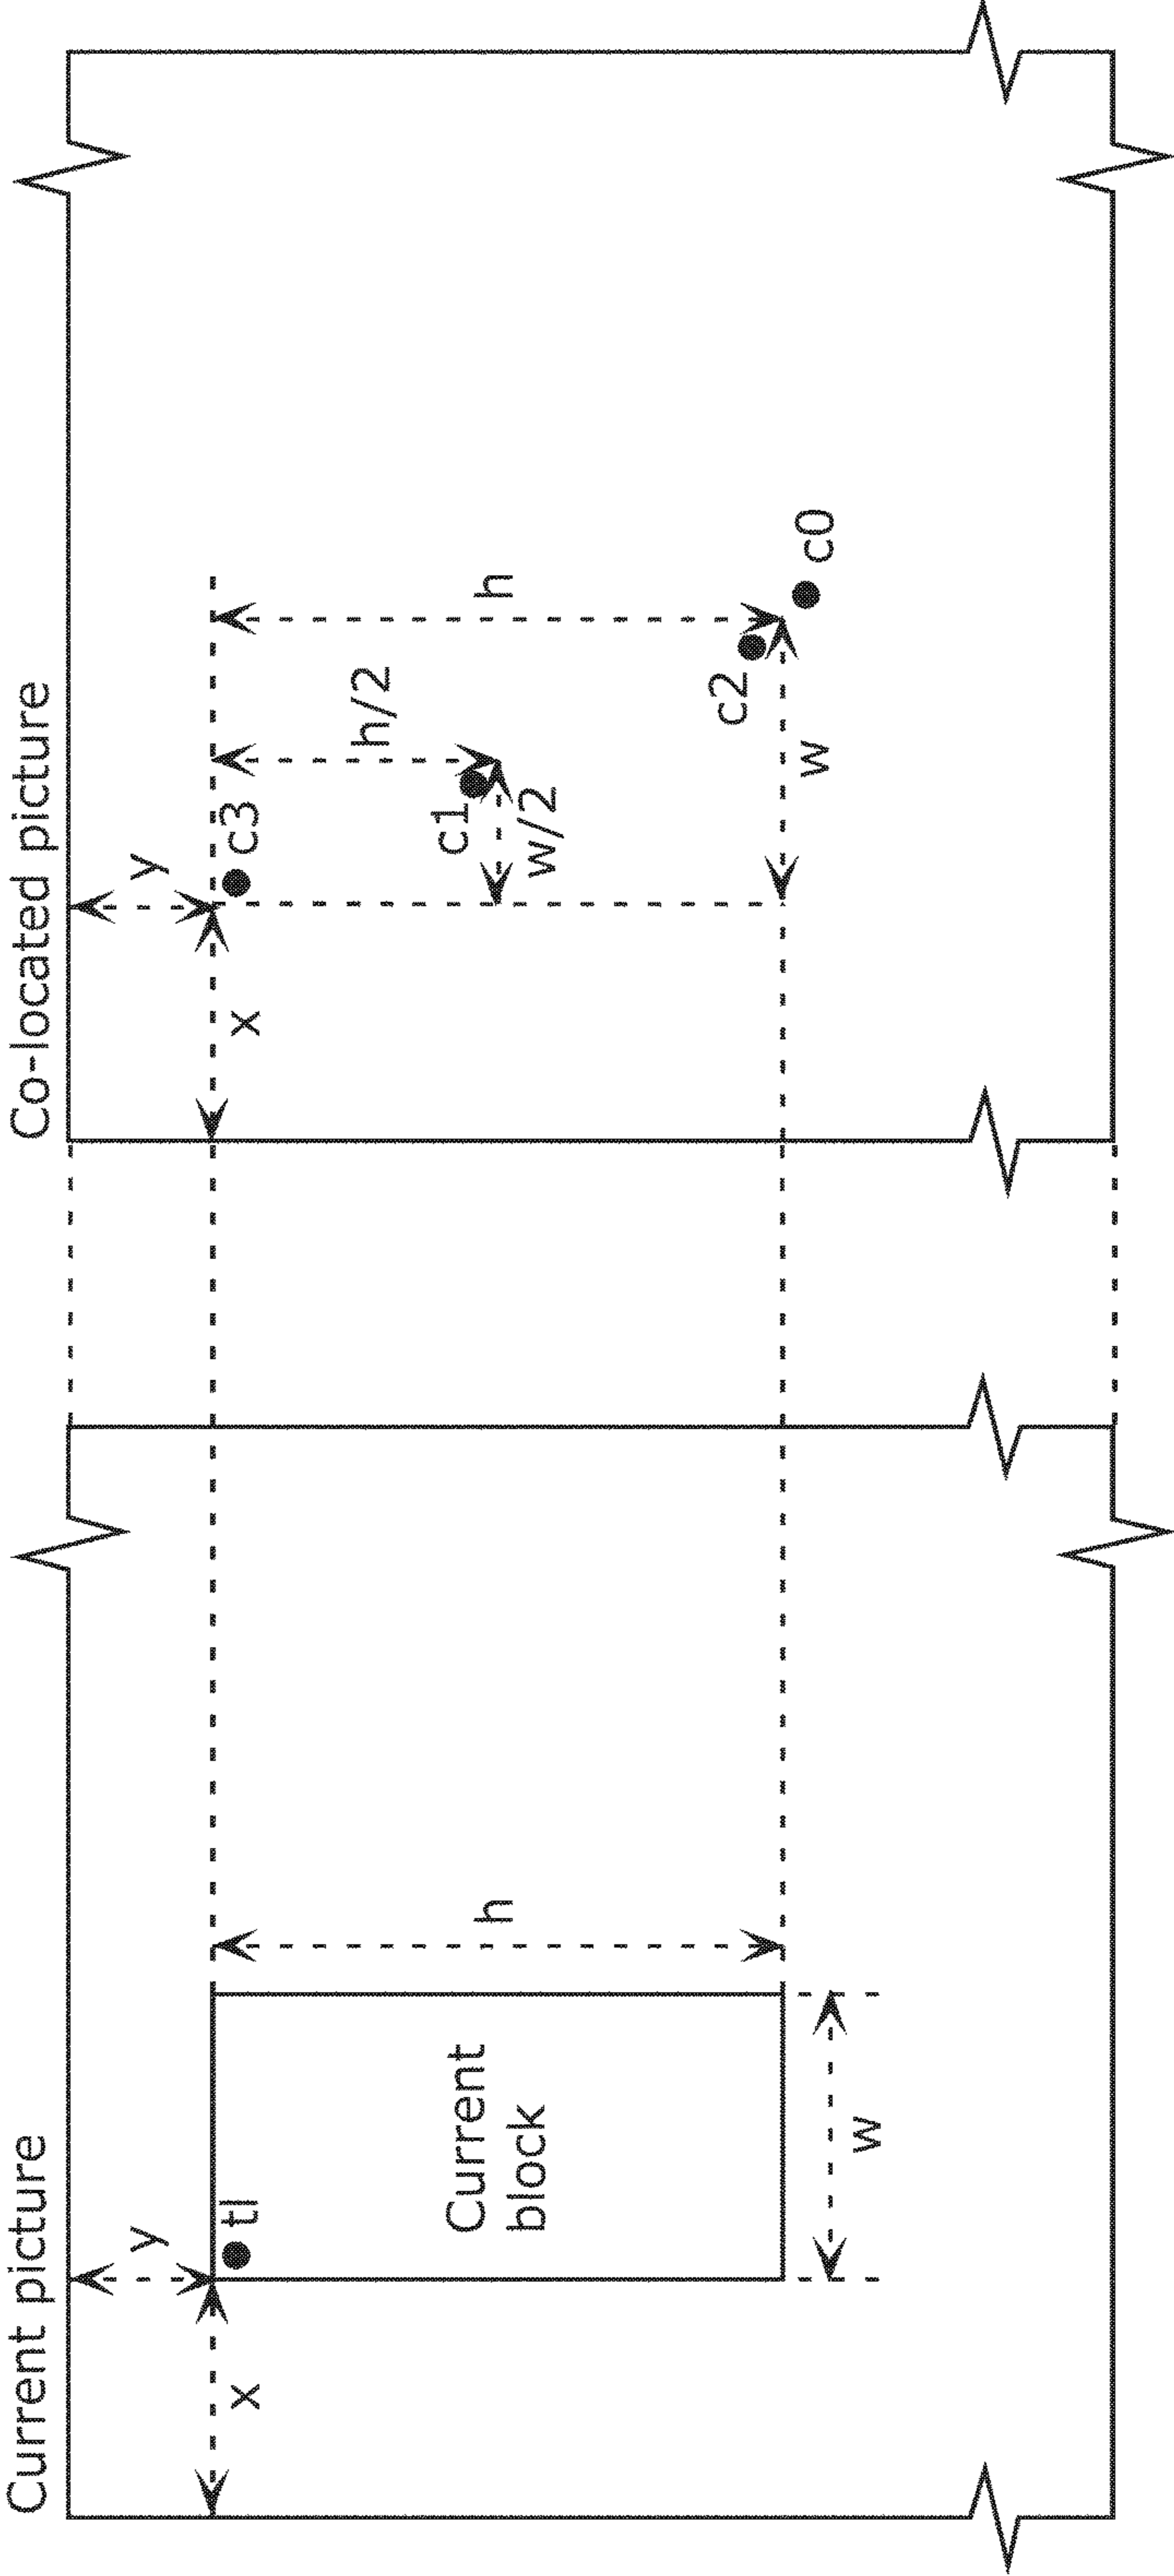 Current picture
y
x
tl
Current
block
h
w
Co-located picture
y
x
c3
h/2
h
c1
w/2
c2
w
c0